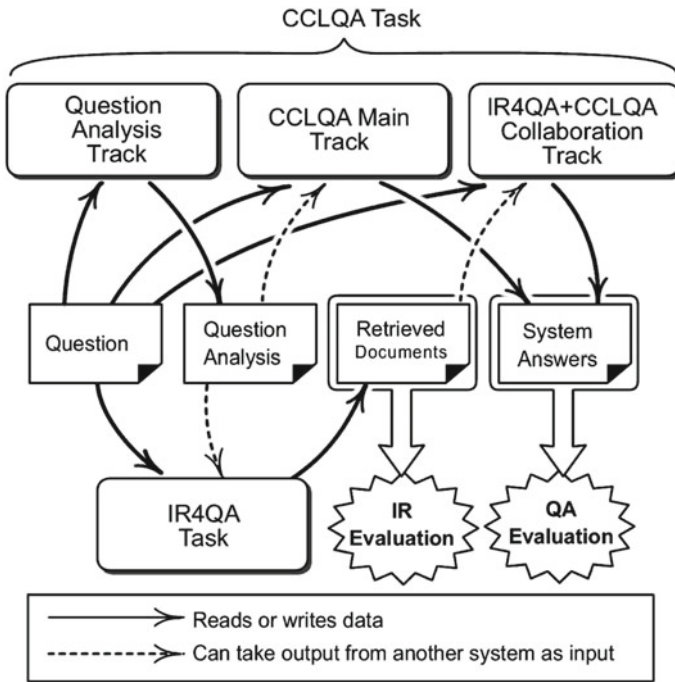 CCLQA Task
Question
Analysis
Track
CCLQA Main
Track
IR4QA+CCLQA
Collaboration
Track
Question
Question
Analysis
Retrieved
Documents
System
Answers
IR4QA
Task
IR
Evaluation
QA
Evaluation
Reads or writes data
Can take output from another system as input